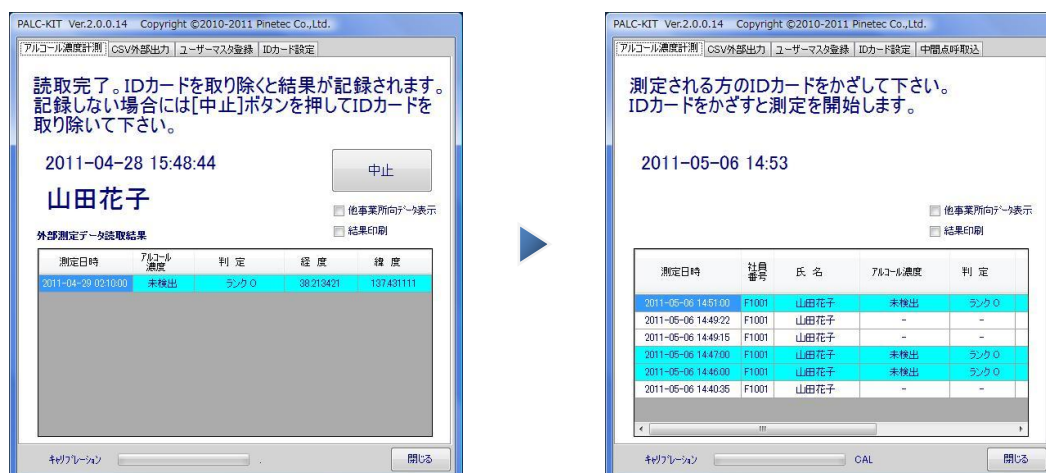 PALC-KIT Ver.2.0.0.14 Copyright ©2010-2011 Pinetec Co.,Ltd.
アルコール濃度計測 CSV外部出力 ユーザーマスタ登録 IDカード設定
読取完了。IDカードを取り除くと結果が記録されます。
記録しない場合には[中止]ボタンを押してIDカードを
取り除いて下さい。
2011-04-28 15:48:44
中止
山田花子
他事業所向データ表示
結果印刷
外部測定データ読取結果
測定日時 アルコール濃度 判 定 経 度 緯 度
2011-04-29 02:10:00 未検出 ランク 0 38.213421 137.431111
キャリブレーション .
閉じる
PALC-KIT Ver.2.0.0.14 Copyright ©2010-2011 Pinetec Co.,Ltd.
アルコール濃度計測 CSV外部出力 ユーザーマスタ登録 IDカード設定 中間点呼取込
測定される方のIDカードをかざして下さい。
IDカードをかざすと測定を開始します。
2011-05-06 14:53
他事業所向データ表示
結果印刷
測定日時 社員番号 氏 名 アルコール濃度 判 定
2011-05-06 14:51:00 F1001 山田花子 未検出 ランク 0
2011-05-06 14:49:22 F1001 山田花子 - -
2011-05-06 14:49:15 F1001 山田花子 - -
2011-05-06 14:47:00 F1001 山田花子 未検出 ランク 0
2011-05-06 14:46:00 F1001 山田花子 未検出 ランク 0
2011-05-06 14:40:35 F1001 山田花子 - -
キャリブレーション CAL 閉じる